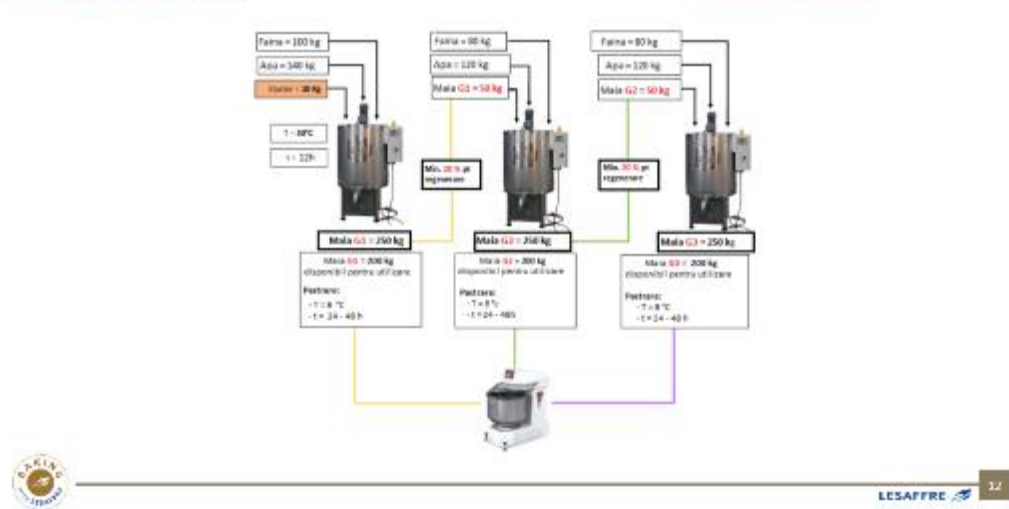 Faina = 100 kg
Apa = 140 kg
10 kg
T = 30°C
t = 12h
Maia G1 = 250 kg
Maia G1 = 200 kg
disponibil pentru utilizare
Pastrare:
- t = 24 - 48 h
Faina = 80 kg
Apa = 120 kg
Maia G1 = 50 kg
Min. 20 % pt
regenerare
Maia G2 = 250 kg
Maia G2 = 200 kg
disponibil pentru utilizare
Pastrare:
- T = 8 °c
- t = 24 - 48h
Faina = 80 kg
Apa = 120 kg
Maia G2 = 50 kg
Min. 20 % pt
regenerare
Maia G3 = 250 kg
Maia G3 = 200 kg
disponibil pentru utilizare
Pastrare:
- T = 8 °c
- t = 24 - 48 h
BAKING
LESAFFRE
12